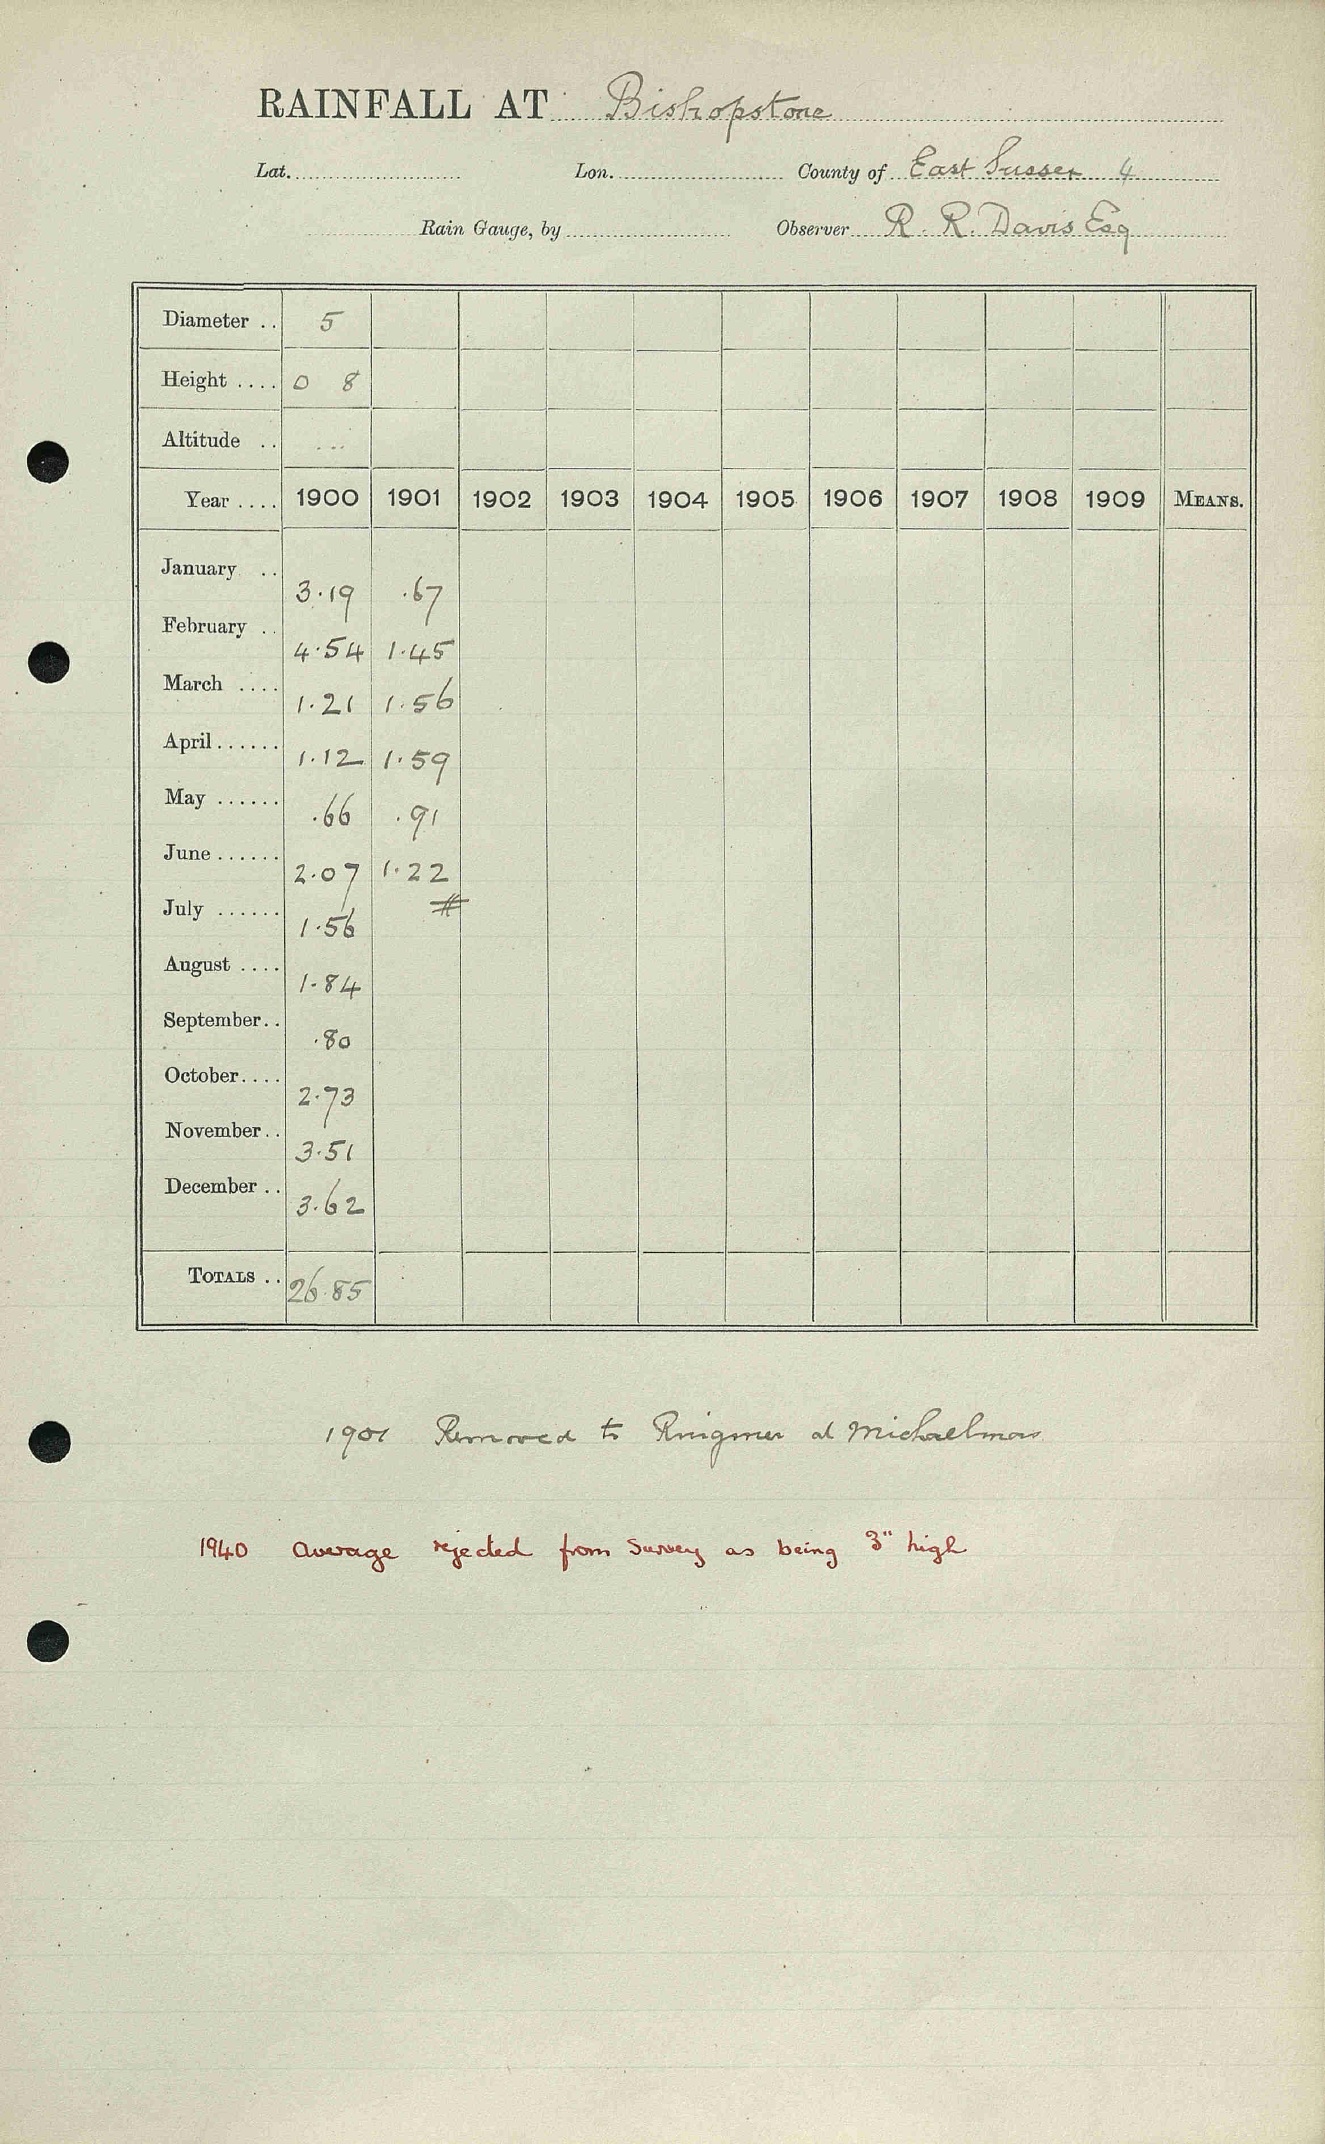 RAINFALL AT Bishopstone
Lat. Lon. County of East Sussex 4
Rain Gauge, by Observer R. R. Davis Esq
Diameter .. 5
Height .... 0 8
Altitude .. ...
Year .... 1900 1901 1902 1903 1904 1905 1906 1907 1908 1909 MEANS.
January .. 3.19 .67
February .. 4.54 1.45
March .... 1.21 1.56
April ...... 1.12 1.59
May ...... .66 .91
June ...... 2.07 1.22
July ...... 1.56 #
August .... 1.84
September .. .80
October .... 2.73
November .. 3.51
December .. 3.62
TOTALS .. 26.85
1901 Removed to Ringmer at Michaelmas
1940 average rejected from survey as being 3" high